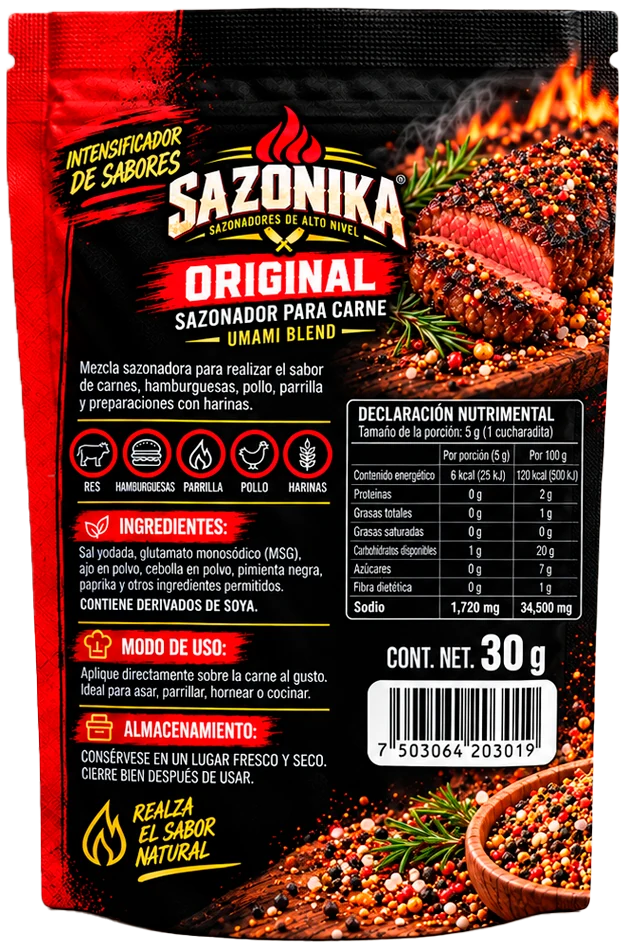 INTENSIFICADOR
DE SABORES
SAZONIKA®
SAZONADORES DE ALTO NIVEL
ORIGINAL
SAZONADOR PARA CARNE
UMAMI BLEND
Mezcla sazonadora para realizar el sabor
de carnes, hamburguesas, pollo, parrilla
y preparaciones con harinas.
RES HAMBURGUESAS PARRILLA POLLO HARINAS
INGREDIENTES:
Sal yodada, glutamato monosódico (MSG),
ajo en polvo, cebolla en polvo, pimienta negra,
paprika y otros ingredientes permitidos.
CONTIENE DERIVADOS DE SOYA.
MODO DE USO:
Aplique directamente sobre la carne al gusto.
Ideal para asar, parrillar, hornear o cocinar.
ALMACENAMIENTO:
CONSÉRVESE EN UN LUGAR FRESCO Y SECO.
CIERRE BIEN DESPUÉS DE USAR.
REALZA
EL SABOR
NATURAL
DECLARACIÓN NUTRIMENTAL
Tamaño de la porción: 5 g (1 cucharadita)
Por porción (5 g) Por 100 g
Contenido energético 6 kcal (25 kJ) 120 kcal (500 kJ)
Proteínas 0 g 2 g
Grasas totales 0 g 1 g
Grasas saturadas 0 g 0 g
Carbohidratos disponibles 1 g 20 g
Azúcares 0 g 7 g
Fibra dietética 0 g 1 g
Sodio 1,720 mg 34,500 mg
CONT. NET. 30 g
7 503064 203019